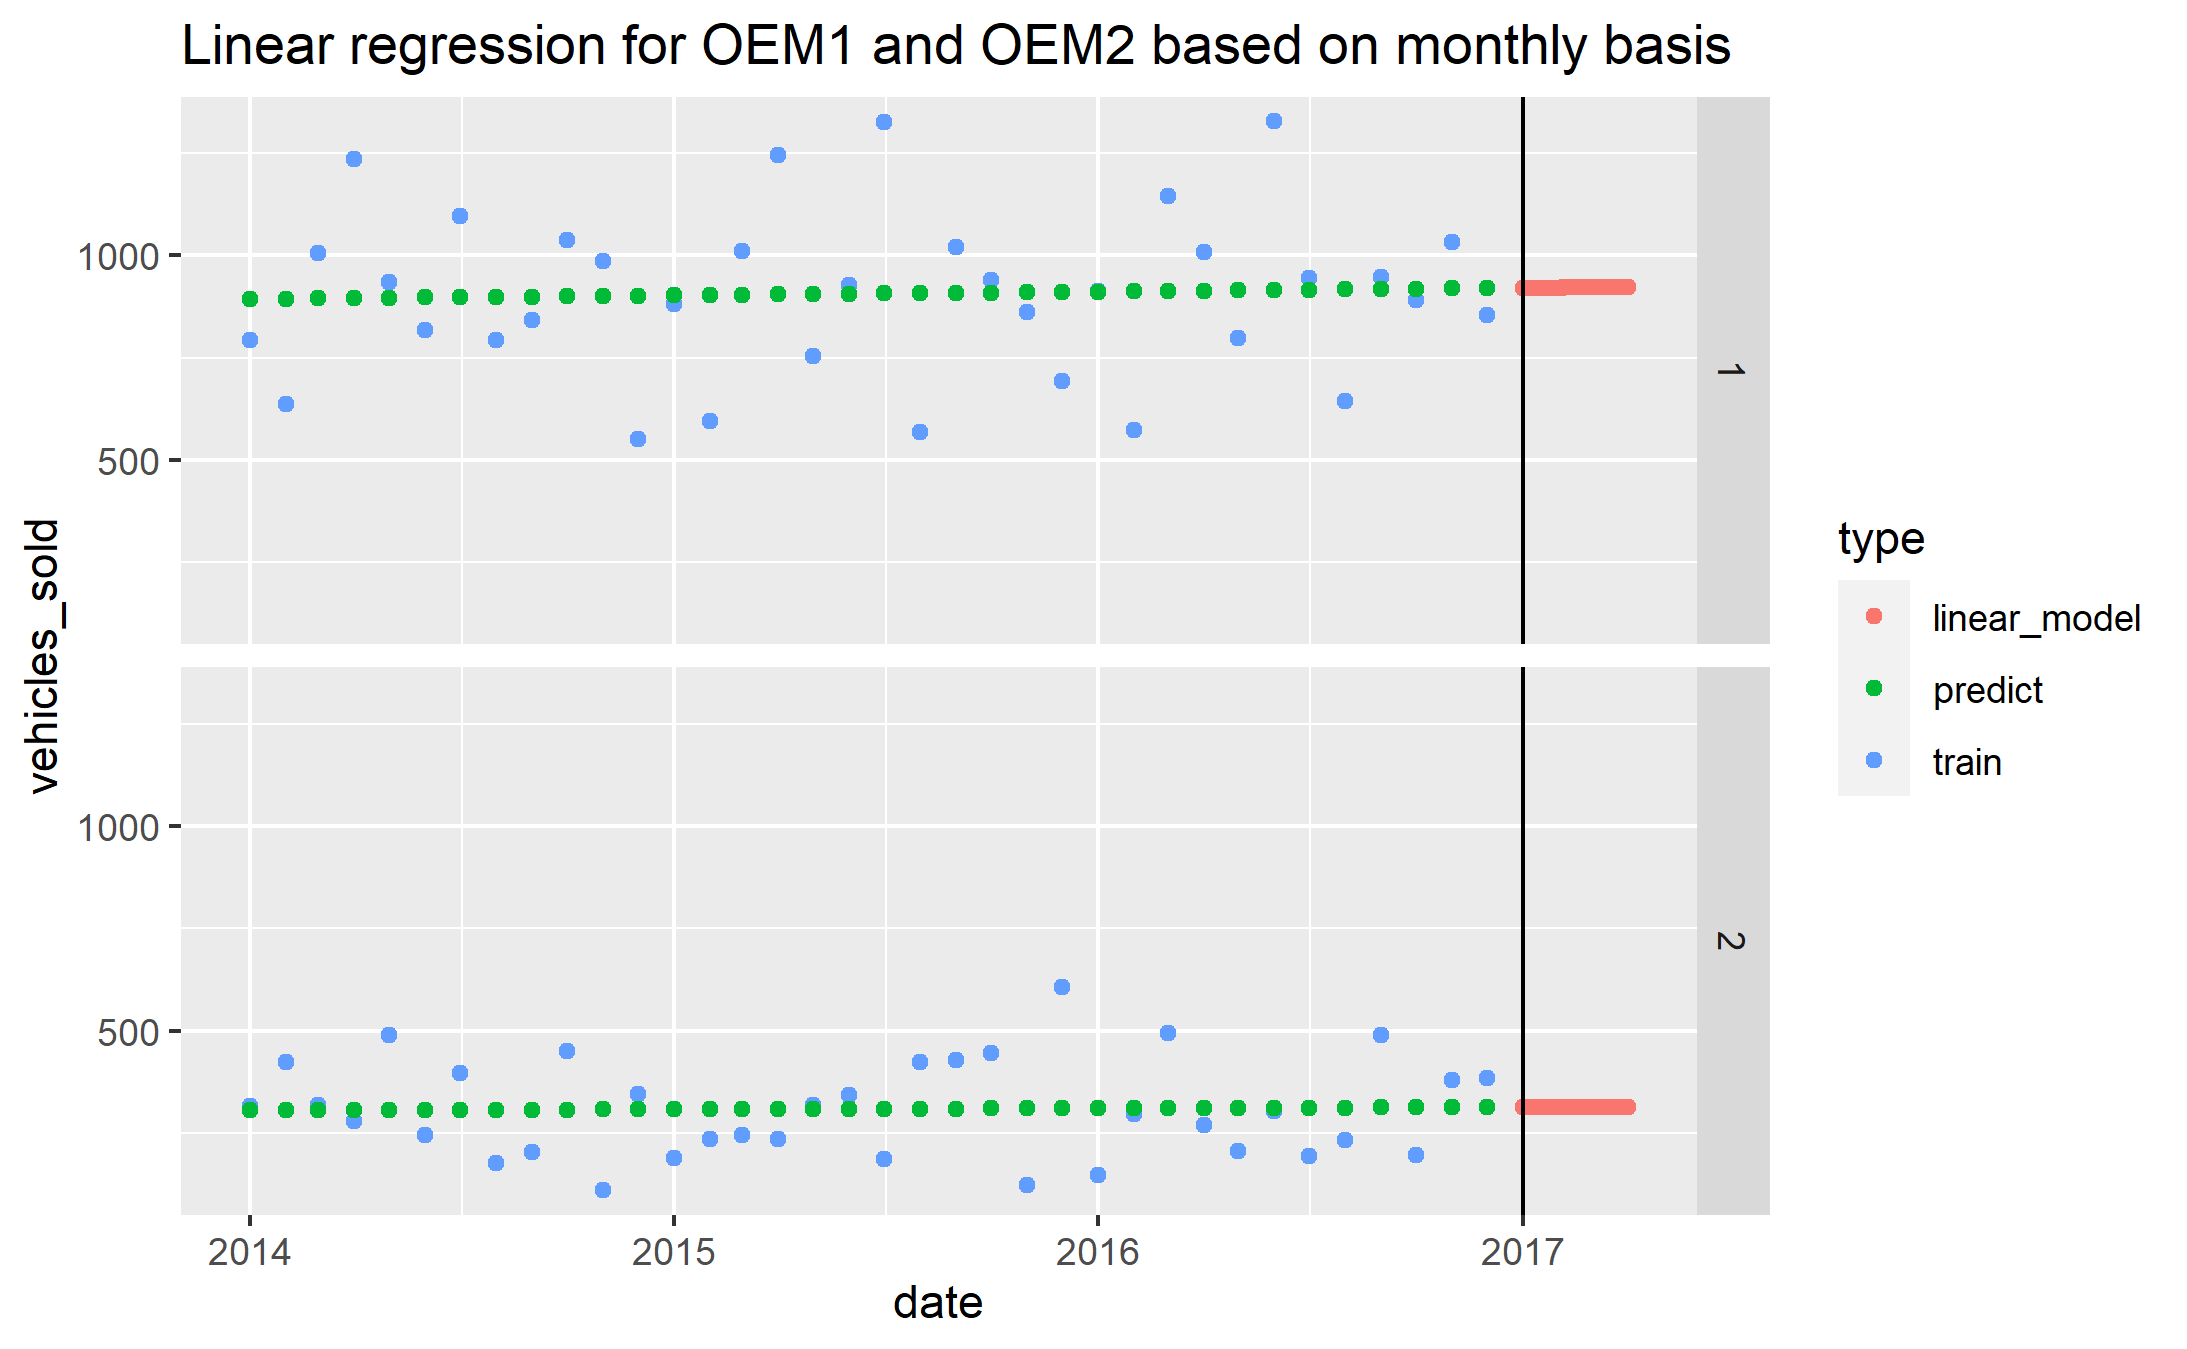 Linear regression for OEM1 and OEM2 based on monthly basis
vehicles_sold
1000
500
1
1000
500
2
2014
2015
2016
2017
date
type
linear_model
predict
train